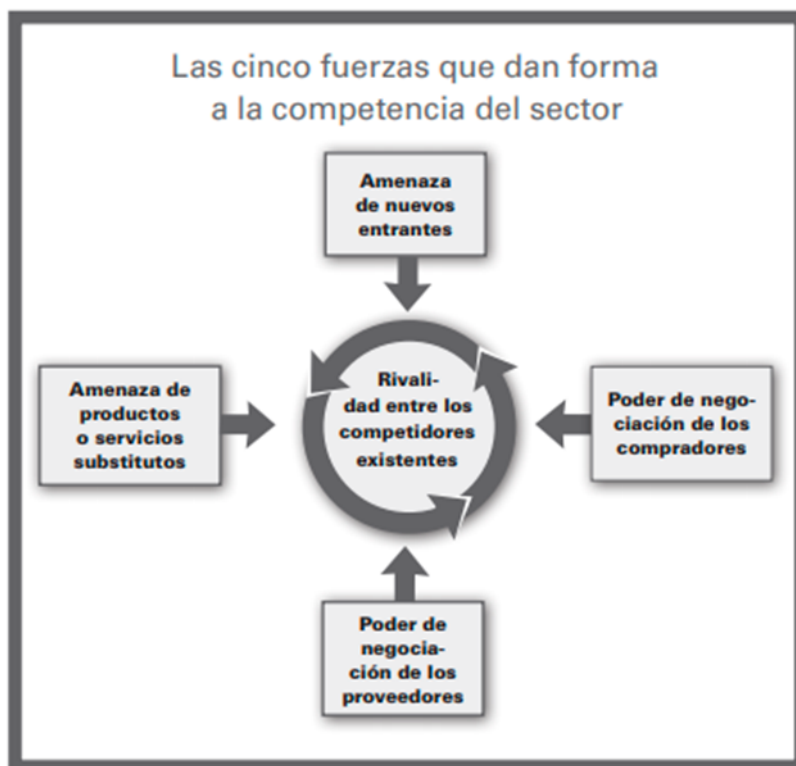 Las cinco fuerzas que dan forma
a la competencia del sector
Amenaza
de nuevos
entrantes
Amenaza de
productos
o servicios
substitutos
Rivali-
dad entre los
competidores
existentes
Poder de nego-
ciación de los
compradores
Poder de
negocia-
ción de los
proveedores